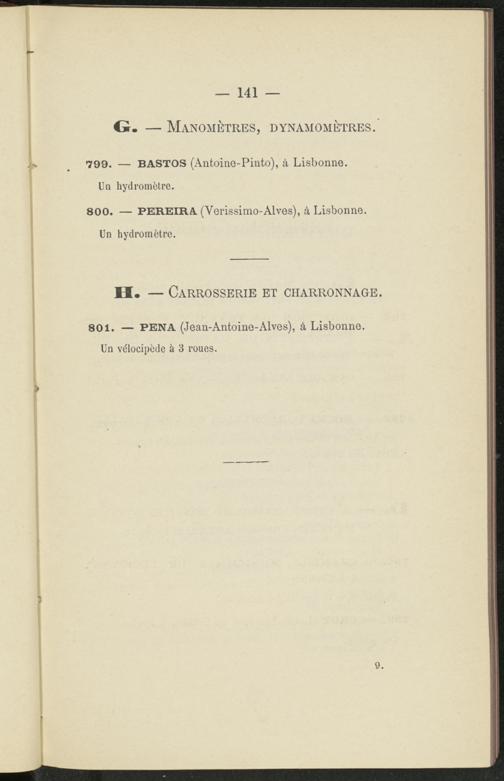 — 141 —
G. — MANOMÈTRES, DYNAMOMÈTRES.
799. — BASTOS (Antoine-Pinto), à Lisbonne.
Un hydromètre.
800. — PEREIRA (Verissimo-Alves), à Lisbonne.
Un hydromètre.
H. — CARROSSERIE ET CHARRONNAGE.
801. — PENA (Jean-Antoine-Alves), à Lisbonne.
Un vélocipède à 3 roues.
9.